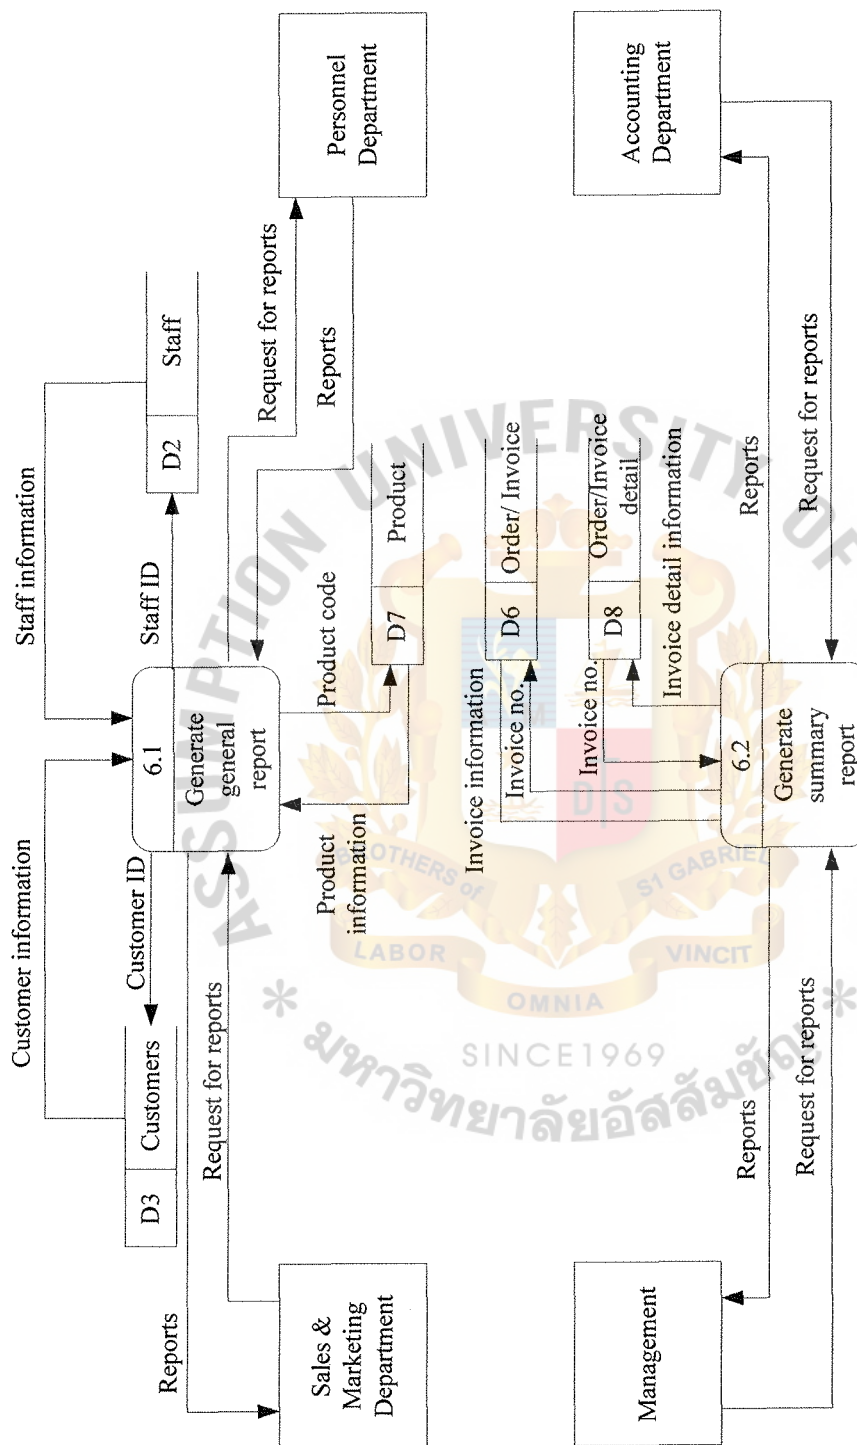 Customer information
Staff information
D3
Customers
Customer ID
Staff ID
D2
Staff
Reports
6.1
Generate
general
report
Request for reports
Request for reports
Reports
Sales &
Marketing
Department
Personnel
Department
Product
information
Product code
D7
Product
Invoice information
Invoice no.
D6
Order/ Invoice
Invoice no.
D8
Order/Invoice
detail
Invoice detail information
Management
Reports
Request for reports
6.2
Generate
summary
report
Reports
Request for reports
Accounting
Department
ASSUMPTION UNIVERSITY OF
BROTHERS of
S1 GABRIEL
D S
LABOR
OMNIA
VINCIT
SINCE1969
* มหาวิทยาลัยอัสสัมชัญ *